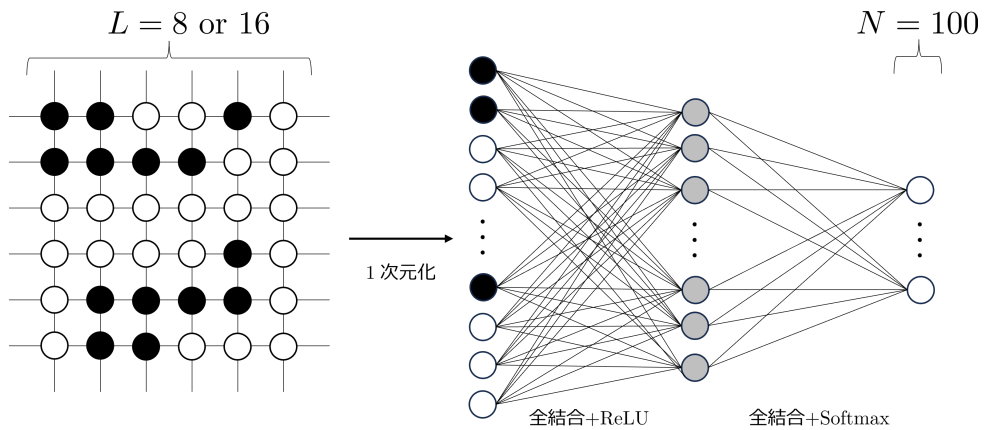 L = 8 or 16
N = 100
1 次元化
全結合+ReLU
全結合+Softmax